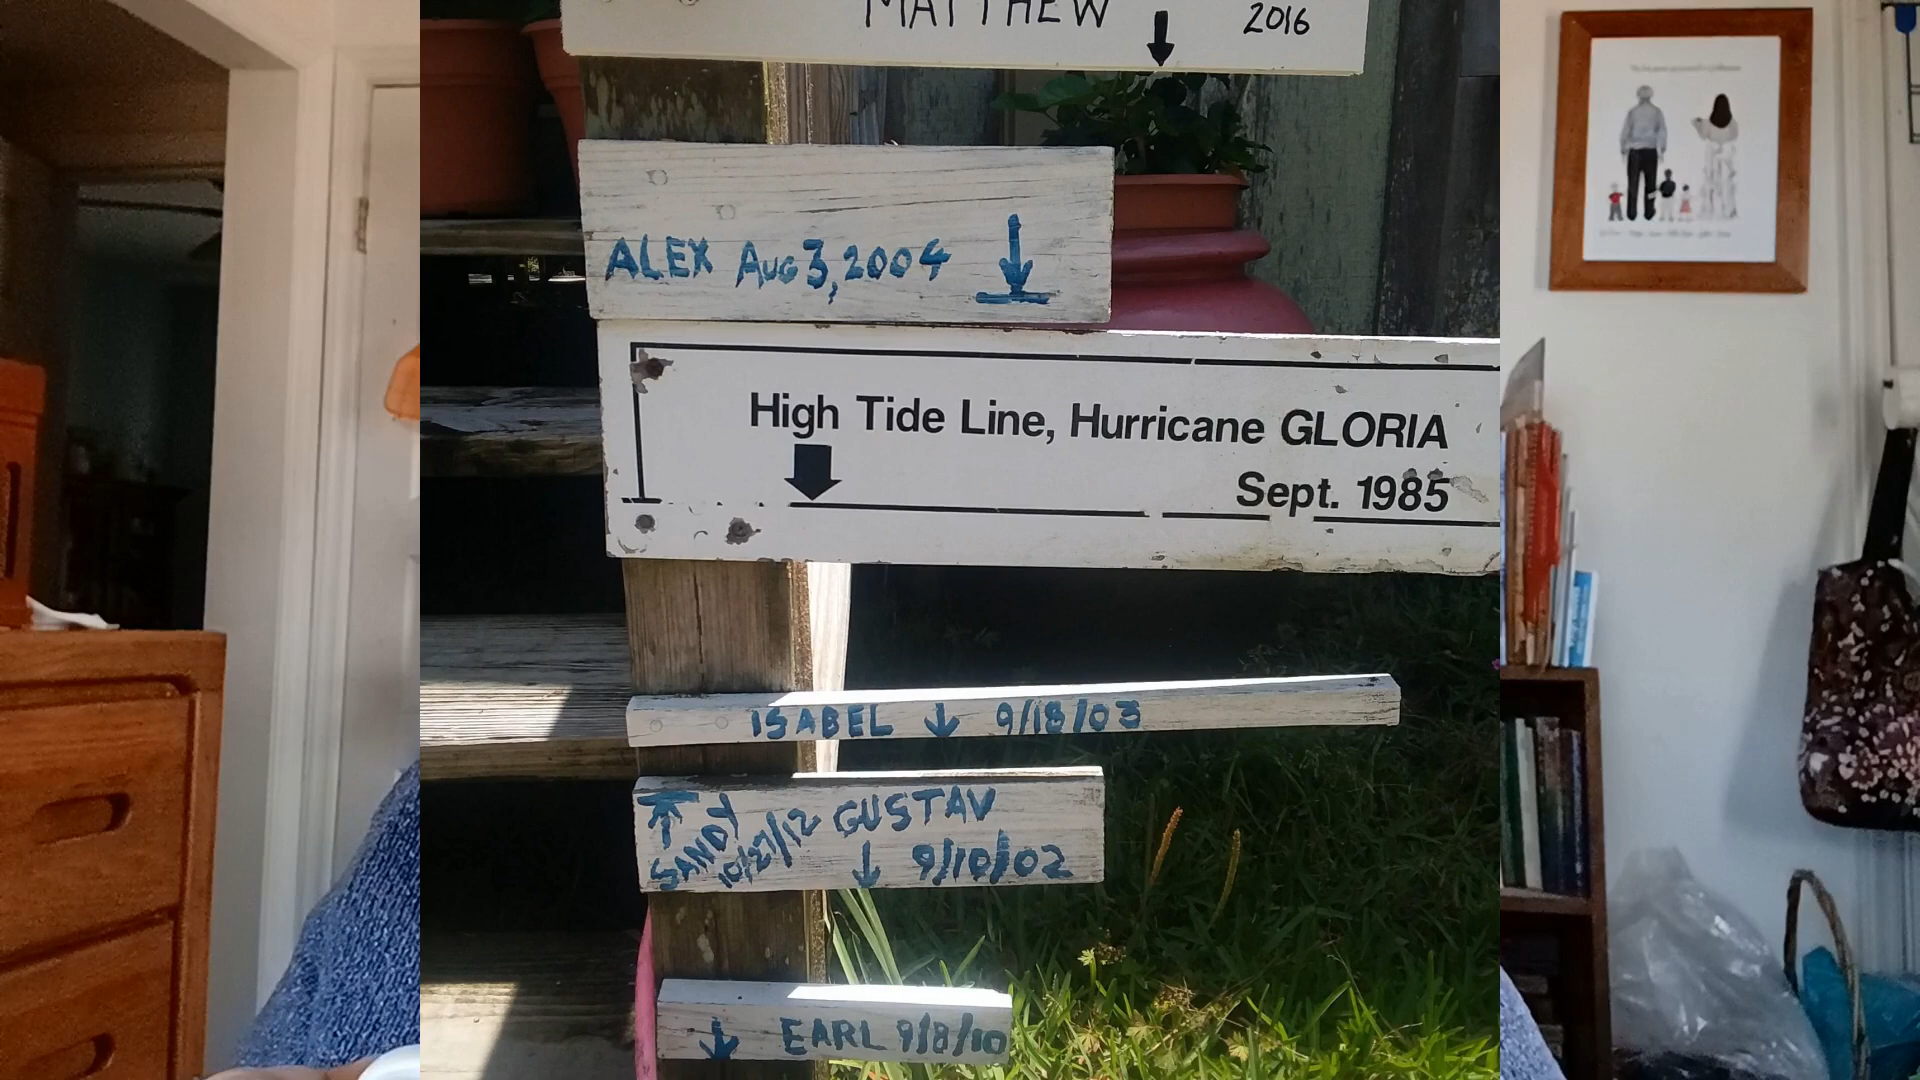 MATTHEW 2016
ALEX AUG 3, 2004
High Tide Line, Hurricane GLORIA
Sept. 1985
ISABEL 9/18/03
SANDY
10/27/12
GUSTAV
9/10/02
EARL 9/8/10